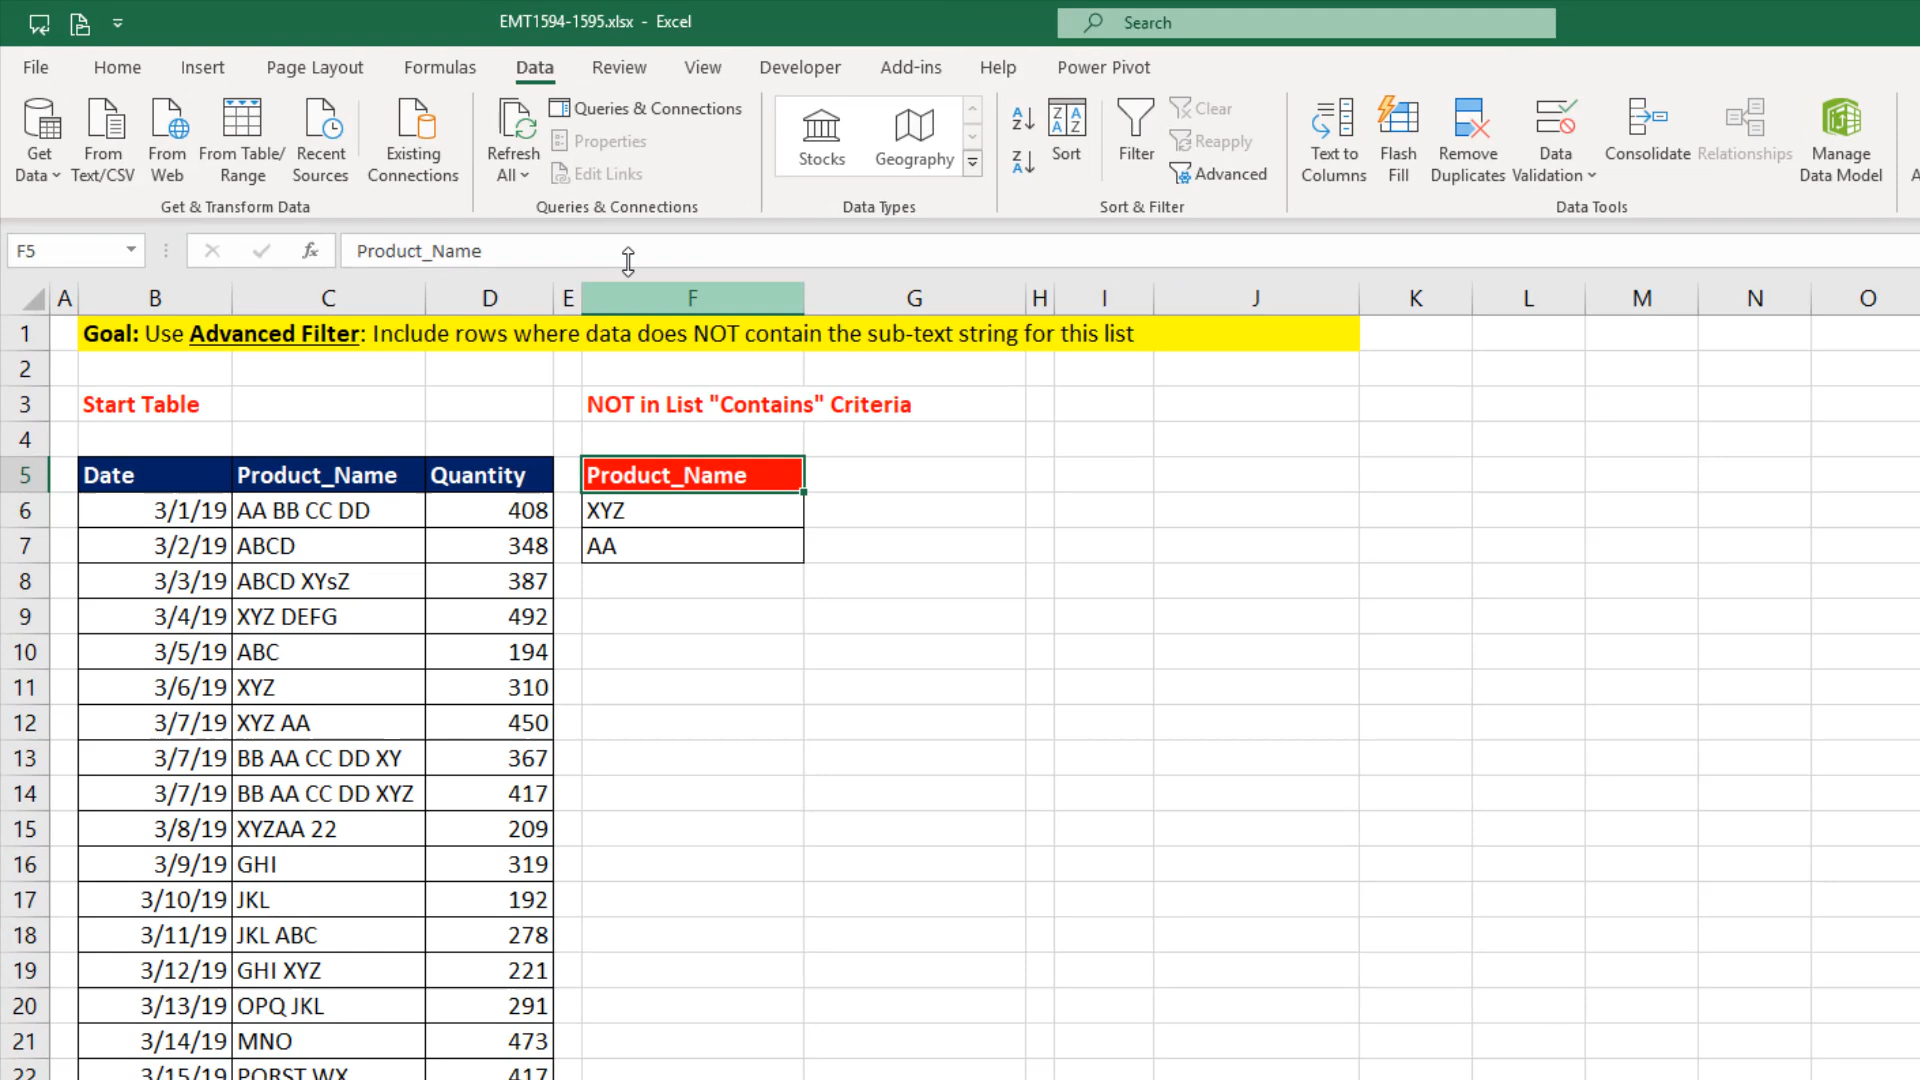 EMT1594-1595.xlsx - Excel
Search
File Home Insert Page Layout Formulas Data Review View Developer Add-ins Help Power Pivot
Get Data
From Text/CSV
From Web
From Table/ Range
Recent Sources
Existing Connections
Get & Transform Data
Refresh All
Queries & Connections
Properties
Edit Links
Queries & Connections
Stocks
Geography
Data Types
Sort
Filter
Clear
Reapply
Advanced
Sort & Filter
Text to Columns
Flash Fill
Remove Duplicates
Data Validation
Consolidate
Relationships
Manage Data Model
Data Tools
F5 fx Product_Name
A B C D E F G H I J K L M N O
1 Goal: Use Advanced Filter: Include rows where data does NOT contain the sub-text string for this list
2
3 Start Table NOT in List "Contains" Criteria
4
5 Date Product_Name Quantity Product_Name
6 3/1/19 AA BB CC DD 408 XYZ
7 3/2/19 ABCD 348 AA
8 3/3/19 ABCD XYsZ 387
9 3/4/19 XYZ DEFG 492
10 3/5/19 ABC 194
11 3/6/19 XYZ 310
12 3/7/19 XYZ AA 450
13 3/7/19 BB AA CC DD XY 367
14 3/7/19 BB AA CC DD XYZ 417
15 3/8/19 XYZAA 22 209
16 3/9/19 GHI 319
17 3/10/19 JKL 192
18 3/11/19 JKL ABC 278
19 3/12/19 GHI XYZ 221
20 3/13/19 OPQ JKL 291
21 3/14/19 MNO 473
22 3/15/19 PQRST WX 417